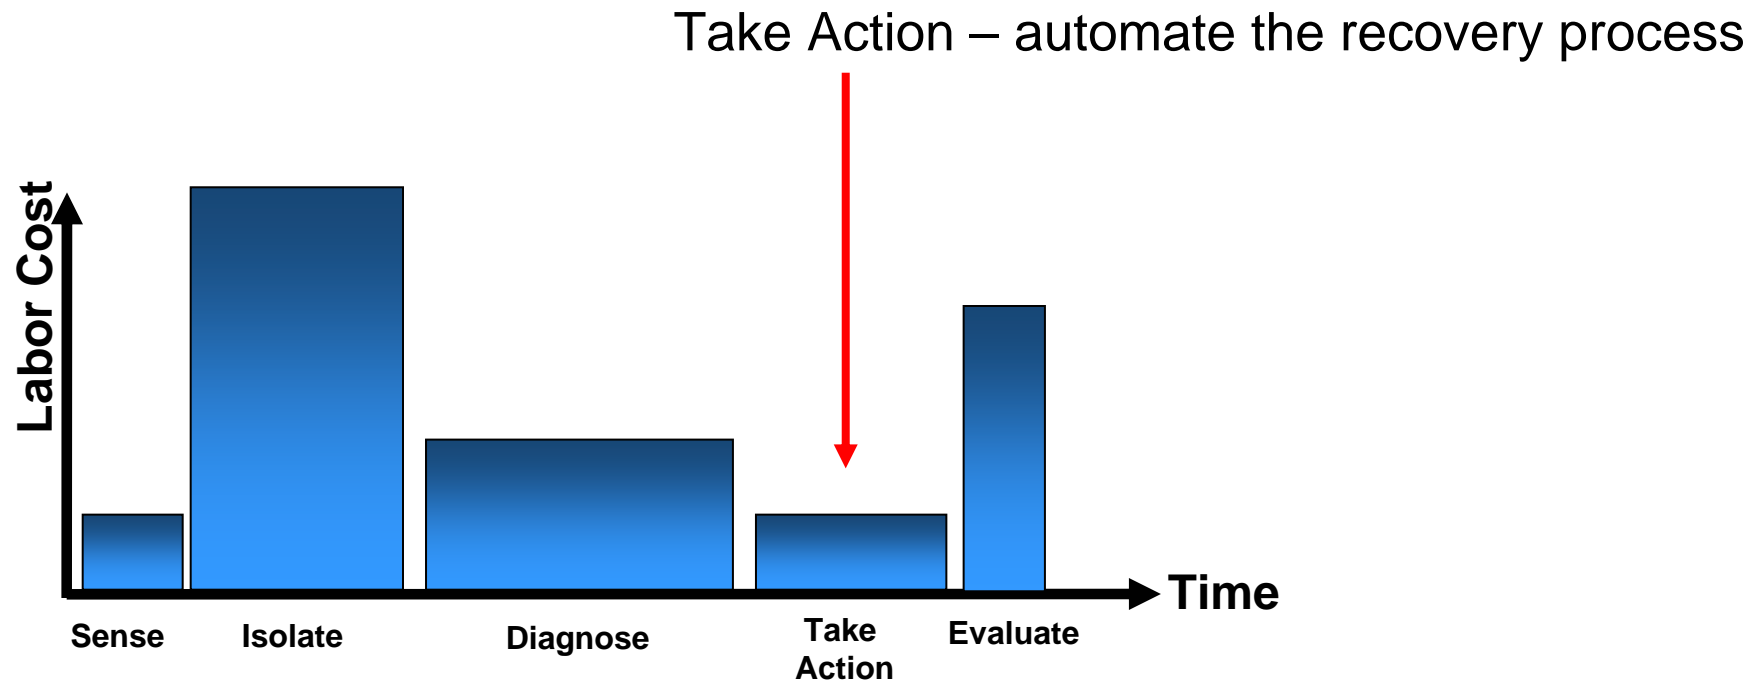 Take Action – automate the recovery process
Labor Cost
Time
Sense
Isolate
Diagnose
Take
Action
Evaluate